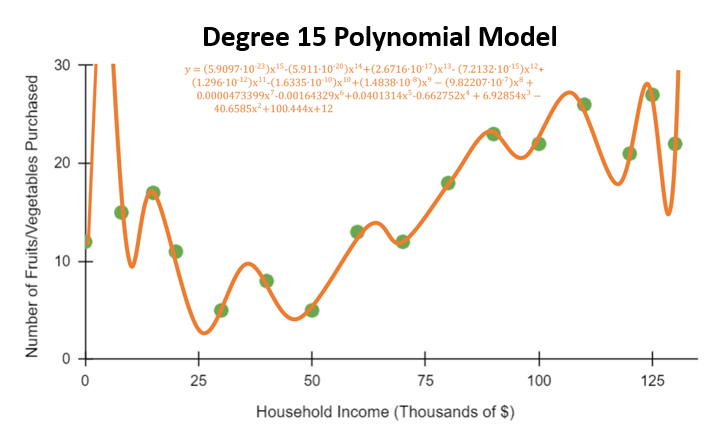 Degree 15 Polynomial Model
y = (5.9097·10⁻²³)x¹⁵-(5.911·10⁻²⁰)x¹⁴+(2.6716·10⁻¹⁷)x¹³- (7.2132·10⁻¹⁵)x¹²+
(1.296·10⁻¹²)x¹¹-(1.6335·10⁻¹⁰)x¹⁰+(1.4838·10⁻⁸)x⁹ − (9.82207·10⁻⁷)x⁸ +
0.0000473399x⁷-0.00164329x⁶+0.0401314x⁵-0.662752x⁴ + 6.92854x³ −
40.6585x²+100.444x+12
Number of Fruits/Vegetables Purchased
30
20
10
0
0 25 50 75 100 125
Household Income (Thousands of $)